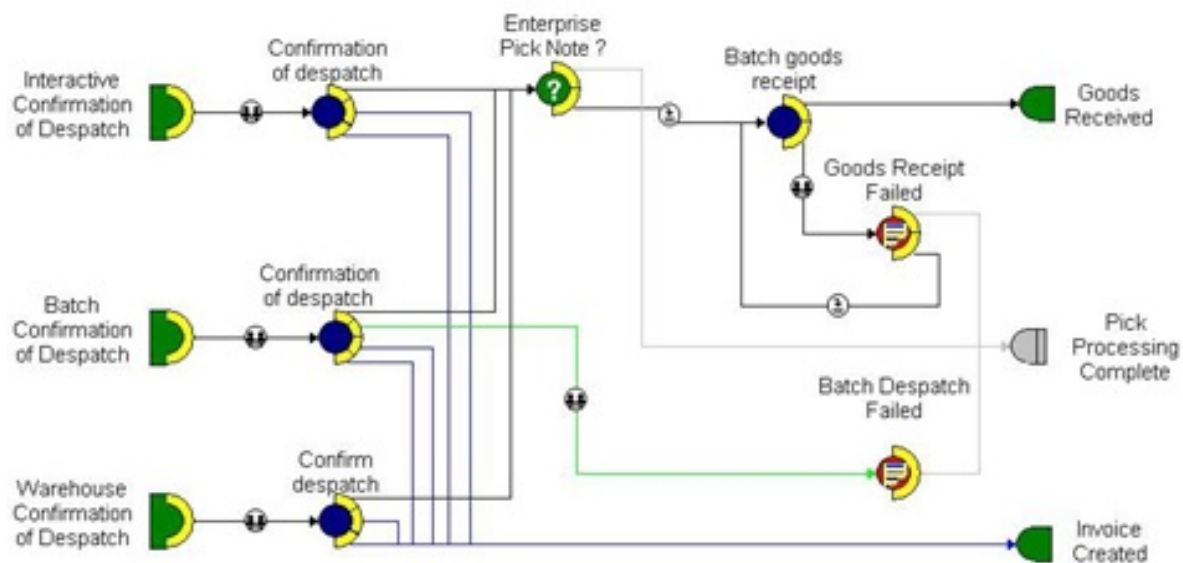 Enterprise
Pick Note ?
Confirmation
of despatch
Batch goods
receipt
Interactive
Confirmation
of Despatch
?
Goods
Received
Goods Receipt
Failed
Confirmation
of despatch
Batch
Confirmation
of Despatch
Pick
Processing
Complete
Batch Despatch
Failed
Confirm
despatch
Warehouse
Confirmation
of Despatch
Invoice
Created